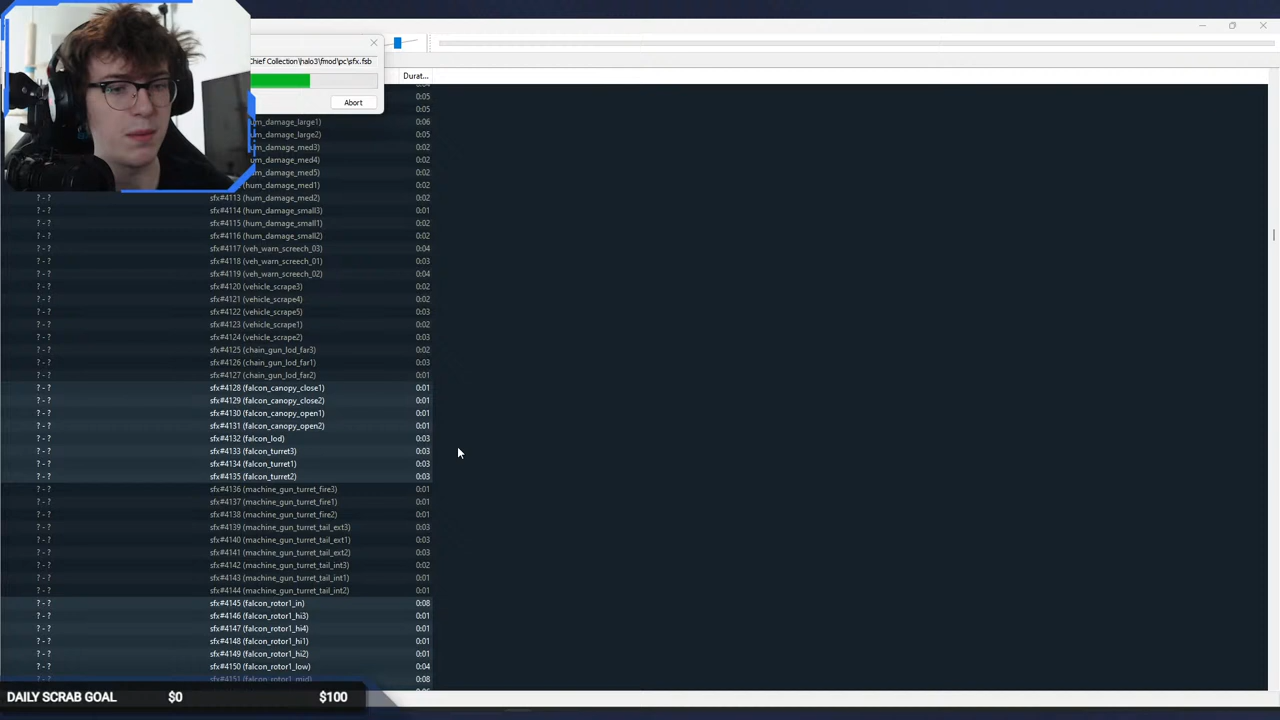 Chief Collection\halo3\fmod\pc\sfx.fsb
Abort
Durat...
0:05
0:05
um_damage_large1) 0:06
um_damage_large2) 0:05
um_damage_med3) 0:02
um_damage_med4) 0:02
um_damage_med5) 0:02
(hum_damage_med1) 0:02
? - ? sfx#4113 (hum_damage_med2) 0:02
? - ? sfx#4114 (hum_damage_small3) 0:01
? - ? sfx#4115 (hum_damage_small1) 0:02
? - ? sfx#4116 (hum_damage_small2) 0:02
? - ? sfx#4117 (veh_warn_screech_03) 0:04
? - ? sfx#4118 (veh_warn_screech_01) 0:03
? - ? sfx#4119 (veh_warn_screech_02) 0:04
? - ? sfx#4120 (vehicle_scrape3) 0:02
? - ? sfx#4121 (vehicle_scrape4) 0:02
? - ? sfx#4122 (vehicle_scrape5) 0:03
? - ? sfx#4123 (vehicle_scrape1) 0:02
? - ? sfx#4124 (vehicle_scrape2) 0:03
? - ? sfx#4125 (chain_gun_lod_far3) 0:02
? - ? sfx#4126 (chain_gun_lod_far1) 0:03
? - ? sfx#4127 (chain_gun_lod_far2) 0:01
? - ? sfx#4128 (falcon_canopy_close1) 0:01
? - ? sfx#4129 (falcon_canopy_close2) 0:01
? - ? sfx#4130 (falcon_canopy_open1) 0:01
? - ? sfx#4131 (falcon_canopy_open2) 0:01
? - ? sfx#4132 (falcon_lod) 0:03
? - ? sfx#4133 (falcon_turret3) 0:03
? - ? sfx#4134 (falcon_turret1) 0:03
? - ? sfx#4135 (falcon_turret2) 0:03
? - ? sfx#4136 (machine_gun_turret_fire3) 0:01
? - ? sfx#4137 (machine_gun_turret_fire1) 0:01
? - ? sfx#4138 (machine_gun_turret_fire2) 0:01
? - ? sfx#4139 (machine_gun_turret_tail_ext3) 0:03
? - ? sfx#4140 (machine_gun_turret_tail_ext1) 0:03
? - ? sfx#4141 (machine_gun_turret_tail_ext2) 0:03
? - ? sfx#4142 (machine_gun_turret_tail_int3) 0:02
? - ? sfx#4143 (machine_gun_turret_tail_int1) 0:01
? - ? sfx#4144 (machine_gun_turret_tail_int2) 0:01
? - ? sfx#4145 (falcon_rotor1_in) 0:08
? - ? sfx#4146 (falcon_rotor1_hi3) 0:01
? - ? sfx#4147 (falcon_rotor1_hi4) 0:01
? - ? sfx#4148 (falcon_rotor1_hi1) 0:01
? - ? sfx#4149 (falcon_rotor1_hi2) 0:01
? - ? sfx#4150 (falcon_rotor1_low) 0:04
? - ? sfx#4151 (falcon_rotor1_mid) 0:08
DAILY SCRAB GOAL $0 $100